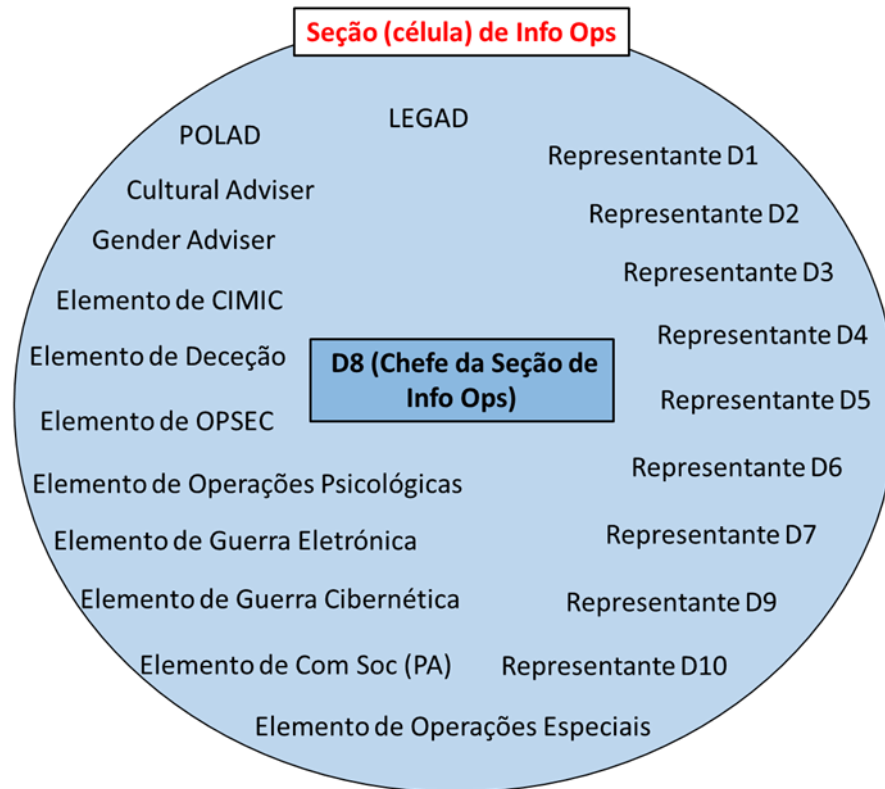 Seção (célula) de Info Ops
LEGAD
POLAD
Cultural Adviser
Gender Adviser
Elemento de CIMIC
Elemento de Deceção
Elemento de OPSEC
Elemento de Operações Psicológicas
Elemento de Guerra Eletrónica
Elemento de Guerra Cibernética
Elemento de Com Soc (PA)
Elemento de Operações Especiais
D8 (Chefe da Seção de
Info Ops)
Representante D1
Representante D2
Representante D3
Representante D4
Representante D5
Representante D6
Representante D7
Representante D9
Representante D10